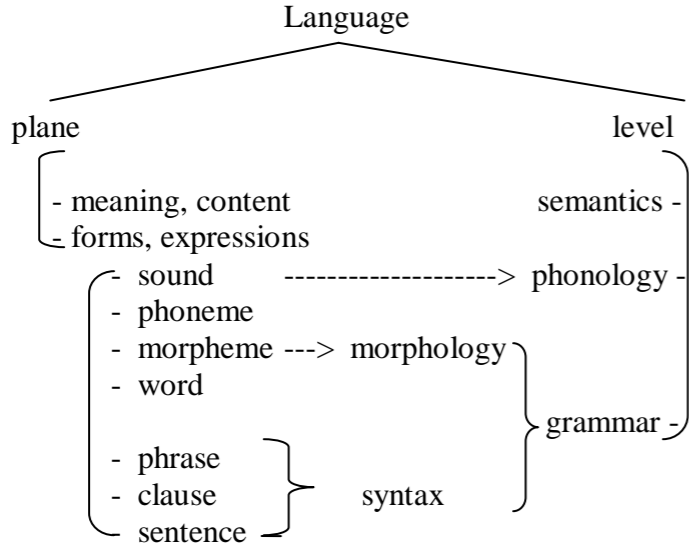 Language
plane level
- meaning, content semantics -
- forms, expressions
- sound --------------------> phonology -
- phoneme
- morpheme ---> morphology
- word
grammar -
- phrase
- clause syntax
- sentence